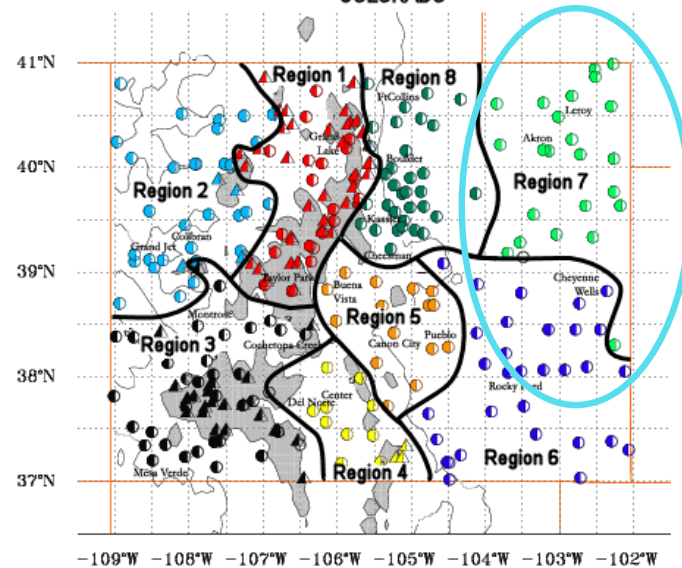 41°N
Region 1
Region 8
FtCollins
Leroy
Grand
Lake
Akron
40°N
Boulder
Region 7
Region 2
Kassler
Collbran
Grand Jct
Cheesman
39°N
Taylor Park
Buena
Vista
Cheyenne
Wells
Montrose
Region 5
Pueblo
Region 3
Cochetopa Creek
Canon City
38°N
Rocky Ford
Del Norte
Center
Region 4
Region 6
Mesa Verde
37°N
-109°W -108°W -107°W -106°W -105°W -104°W -103°W -102°W